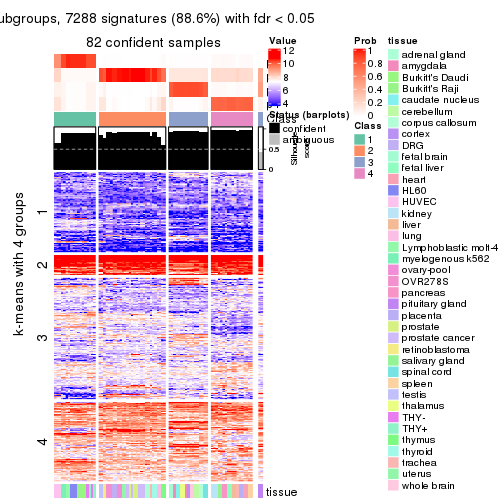 ubgroups, 7288 signatures (88.6%) with fdr < 0.05
82 confident samples
k-means with 4 groups
1
2
3
4
Class
Silhouette
score
1
0.5
0
tissue
Value
12
10
8
6
4
Status (barplots)
confident
ambiguous
Prob
1
0.8
0.6
0.4
0.2
0
Class
1
2
3
4
tissue
adrenal gland
amygdala
Burkitt's Daudi
Burkitt's Raji
caudate nucleus
cerebellum
corpus callosum
cortex
DRG
fetal brain
fetal liver
heart
HL60
HUVEC
kidney
liver
lung
Lymphoblastic molt-4
myelogenous k562
ovary-pool
OVR278S
pancreas
pituitary gland
placenta
prostate
prostate cancer
retinoblastoma
salivary gland
spinal cord
spleen
testis
thalamus
THY-
THY+
thymus
thyroid
trachea
uterus
whole brain